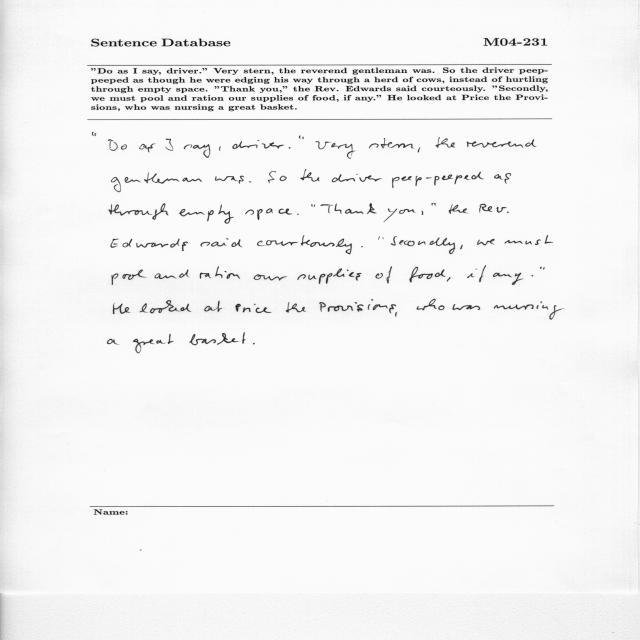 Sentence Database M04-231
"Do as I say, driver." Very stern, the reverend gentleman was. So the driver peep-
peeped as though he were edging his way through a herd of cows, instead of hurtling
through empty space. "Thank you," the Rev. Edwards said courteously. "Secondly,
we must pool and ration our supplies of food, if any." He looked at Price the Provi-
sions, who was nursing a great basket.
"Do as I say, driver." Very stern, the reverend
gentleman was. So the driver peep-peeped as
through empty space. "Thank you," the Rev.
Edwards said courteously. "Secondly, we must
pool and ration our supplies of food, if any."
He looked at Price the Provisions, who was nursing
a great basket.
Name: